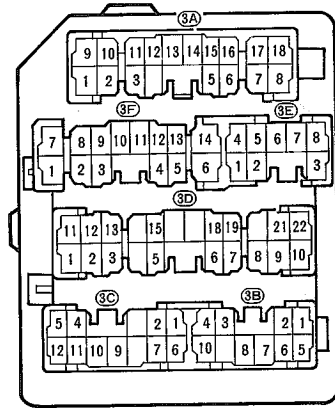 3A
9 10 11 12 13 14 15 16 17 18
1 2 3 5 6 7 8
3F 3E
7 8 9 10 11 12 13 14 4 5 6 7 8
1 2 3 4 5 6 1 2 3
3D
11 12 13 15 18 19 21 22
1 2 3 5 6 7 8 9 10
3C 3B
5 4 2 1 4 3 2 1
12 11 10 9 7 6 10 8 7 6 5